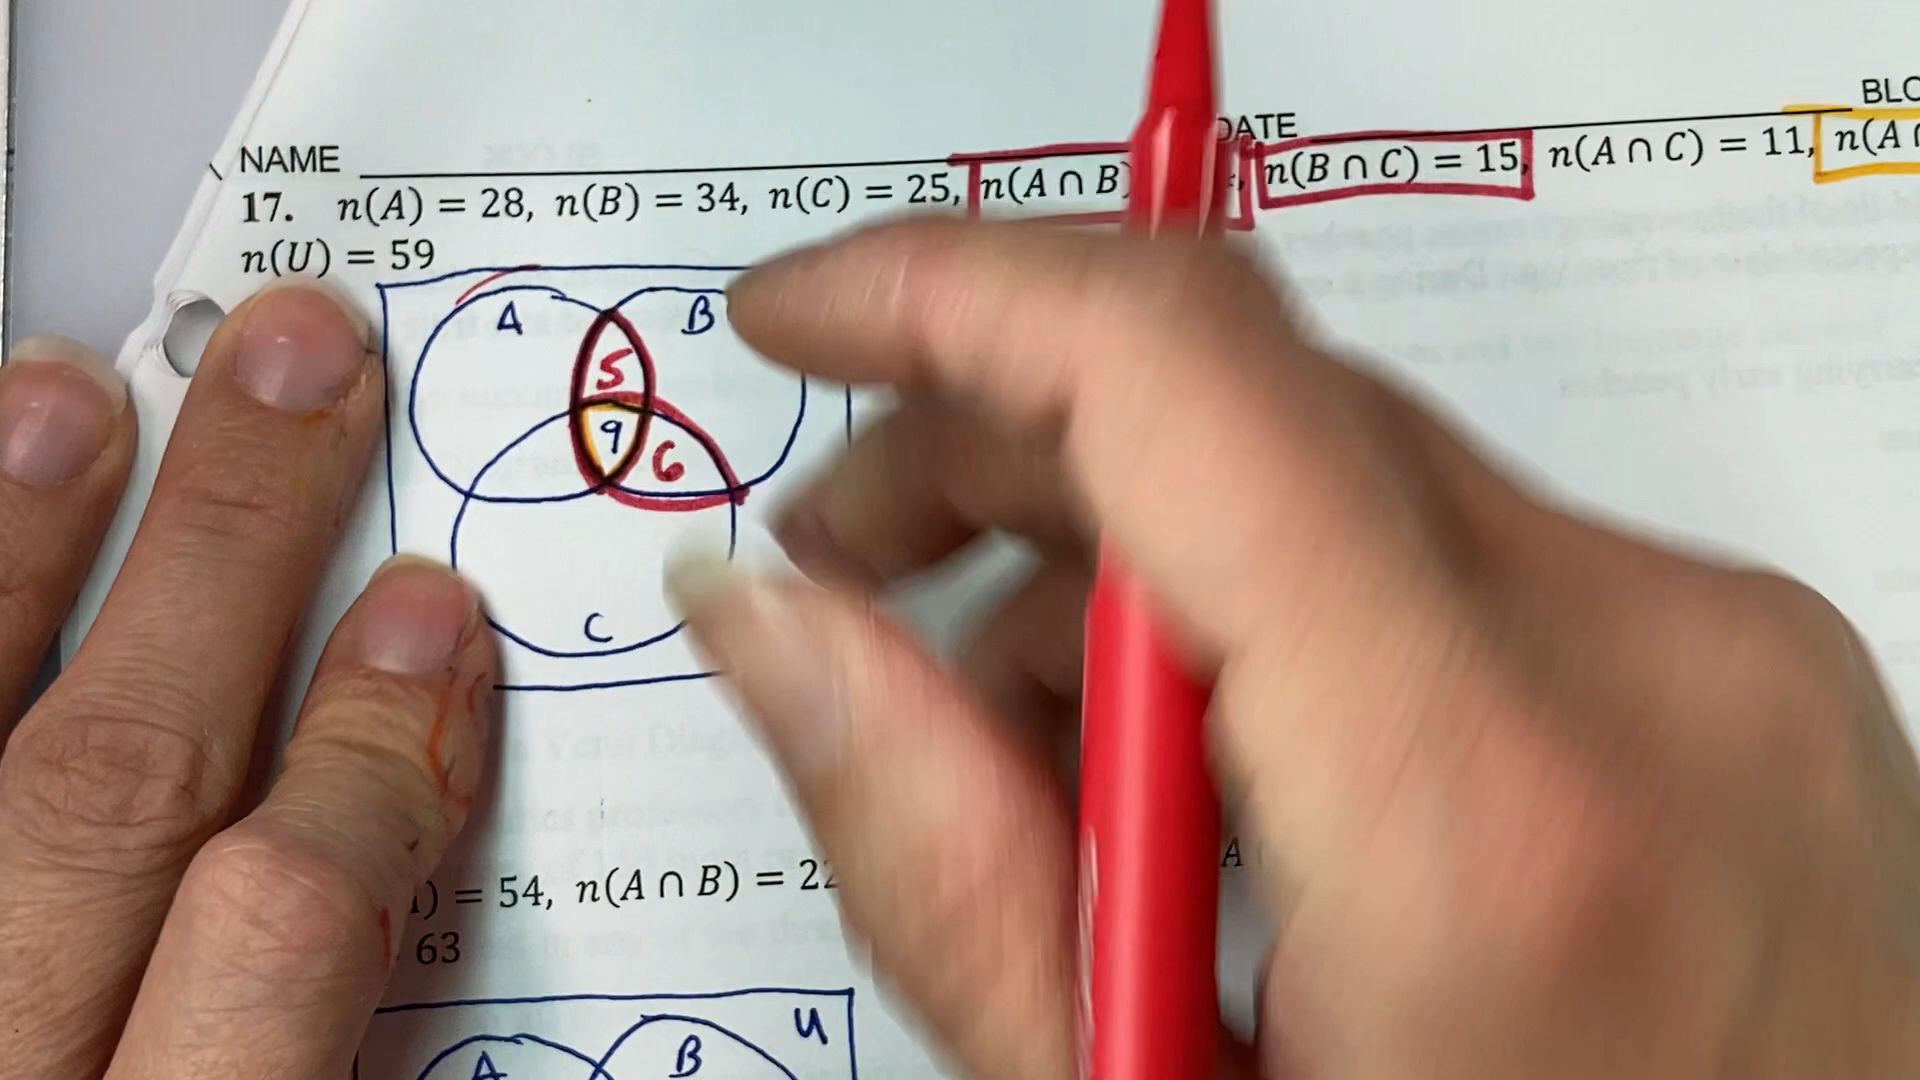 NAME DATE BLO
17. n(A) = 28, n(B) = 34, n(C) = 25, n(A ∩ B) , n(B ∩ C) = 15, n(A ∩ C) = 11, n(A ∩
n(U) = 59
A B
5
9 6
C
) = 54, n(A ∩ B) = 22 A
63
U
A B